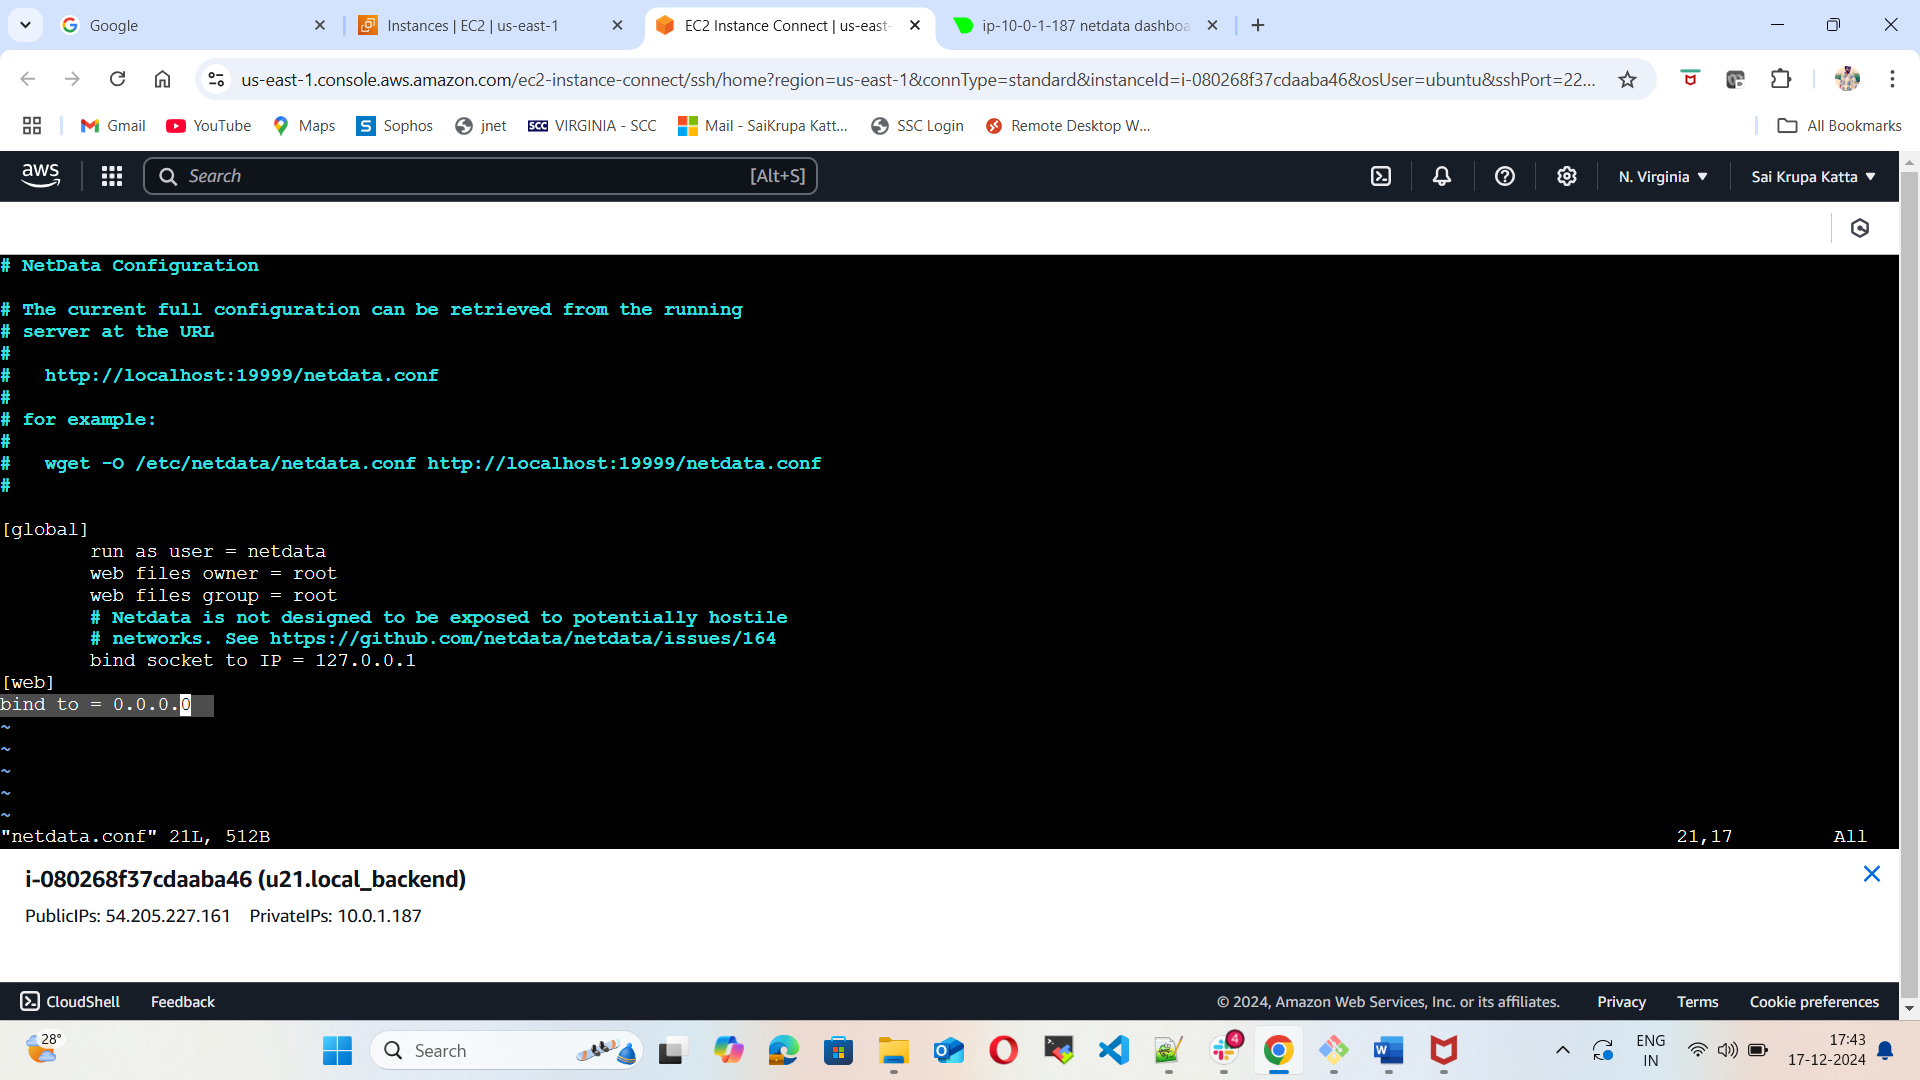 Google
Instances | EC2 | us-east-1
EC2 Instance Connect | us-east-
ip-10-0-1-187 netdata dashboa
us-east-1.console.aws.amazon.com/ec2-instance-connect/ssh/home?region=us-east-1&connType=standard&instanceId=i-080268f37cdaaba46&osUser=ubuntu&sshPort=22...
Gmail YouTube Maps Sophos jnet VIRGINIA - SCC Mail - SaiKrupa Katt... SSC Login Remote Desktop W... All Bookmarks
aws Search [Alt+S] N. Virginia Sai Krupa Katta
# NetData Configuration
# The current full configuration can be retrieved from the running
# server at the URL
#
#   http://localhost:19999/netdata.conf
#
# for example:
#
#   wget -O /etc/netdata/netdata.conf http://localhost:19999/netdata.conf
#
[global]
        run as user = netdata
        web files owner = root
        web files group = root
        # Netdata is not designed to be exposed to potentially hostile
        # networks. See https://github.com/netdata/netdata/issues/164
        bind socket to IP = 127.0.0.1
[web]
bind to = 0.0.0.0
~
~
~
~
~
"netdata.conf" 21L, 512B 21,17 All
i-080268f37cdaaba46 (u21.local_backend)
PublicIPs: 54.205.227.161 PrivateIPs: 10.0.1.187
CloudShell Feedback © 2024, Amazon Web Services, Inc. or its affiliates. Privacy Terms Cookie preferences
28° Search 4 ENG IN 17:43
17-12-2024